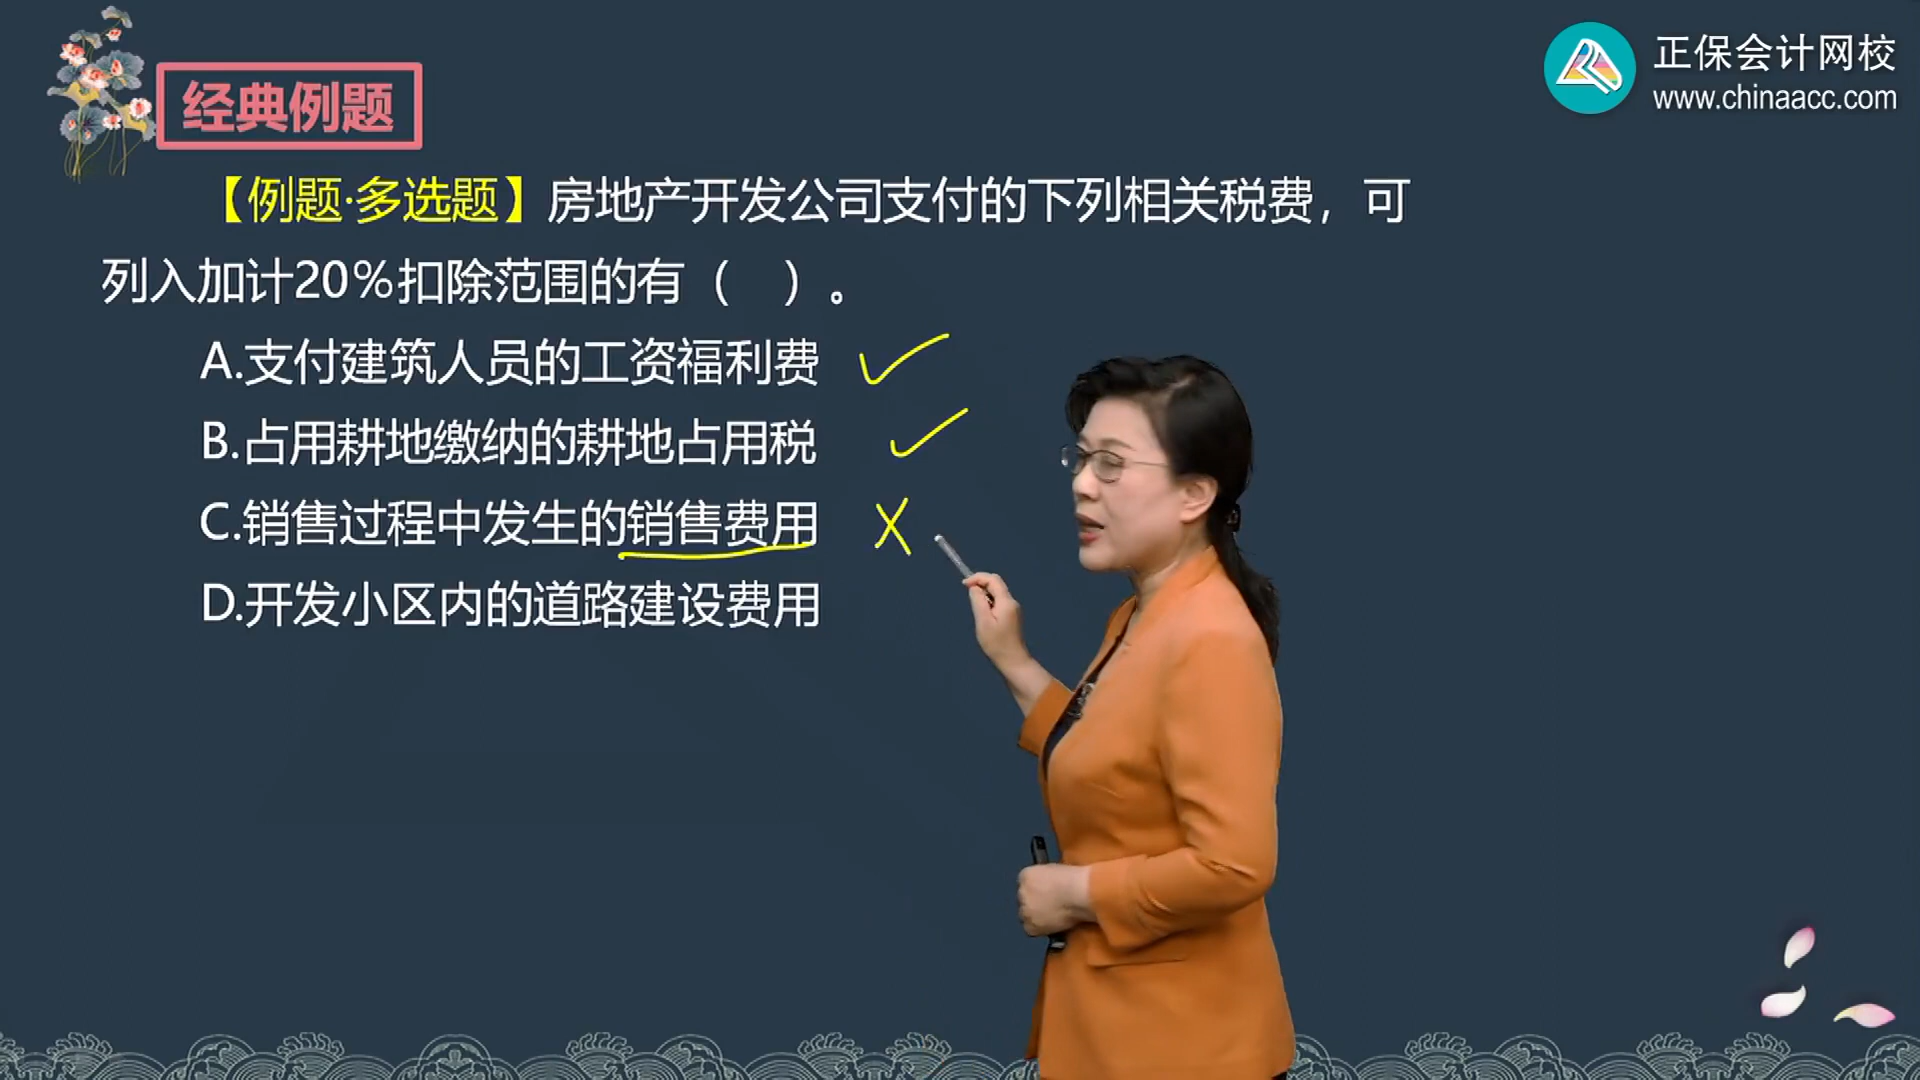 正保会计网校
www.chinaacc.com
经典例题
【例题·多选题】房地产开发公司支付的下列相关税费，可
列入加计20%扣除范围的有（ ）。
A.支付建筑人员的工资福利费
B.占用耕地缴纳的耕地占用税
C.销售过程中发生的销售费用
D.开发小区内的道路建设费用